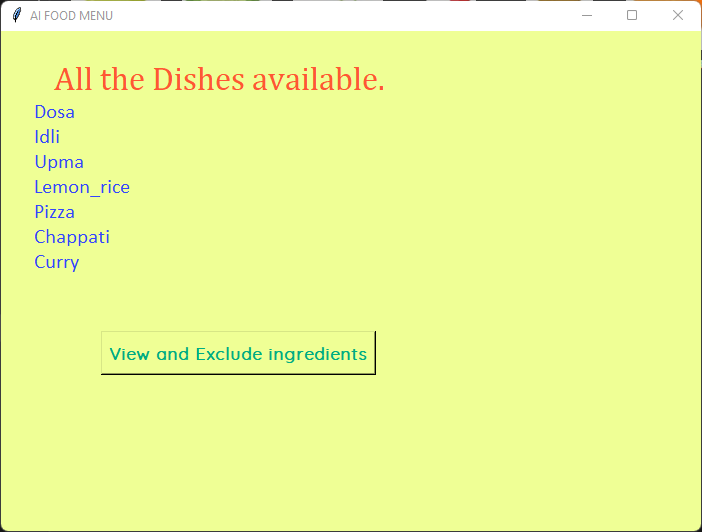 AI FOOD MENU
All the Dishes available.
Dosa
Idli
Upma
Lemon_rice
Pizza
Chappati
Curry
View and Exclude ingredients